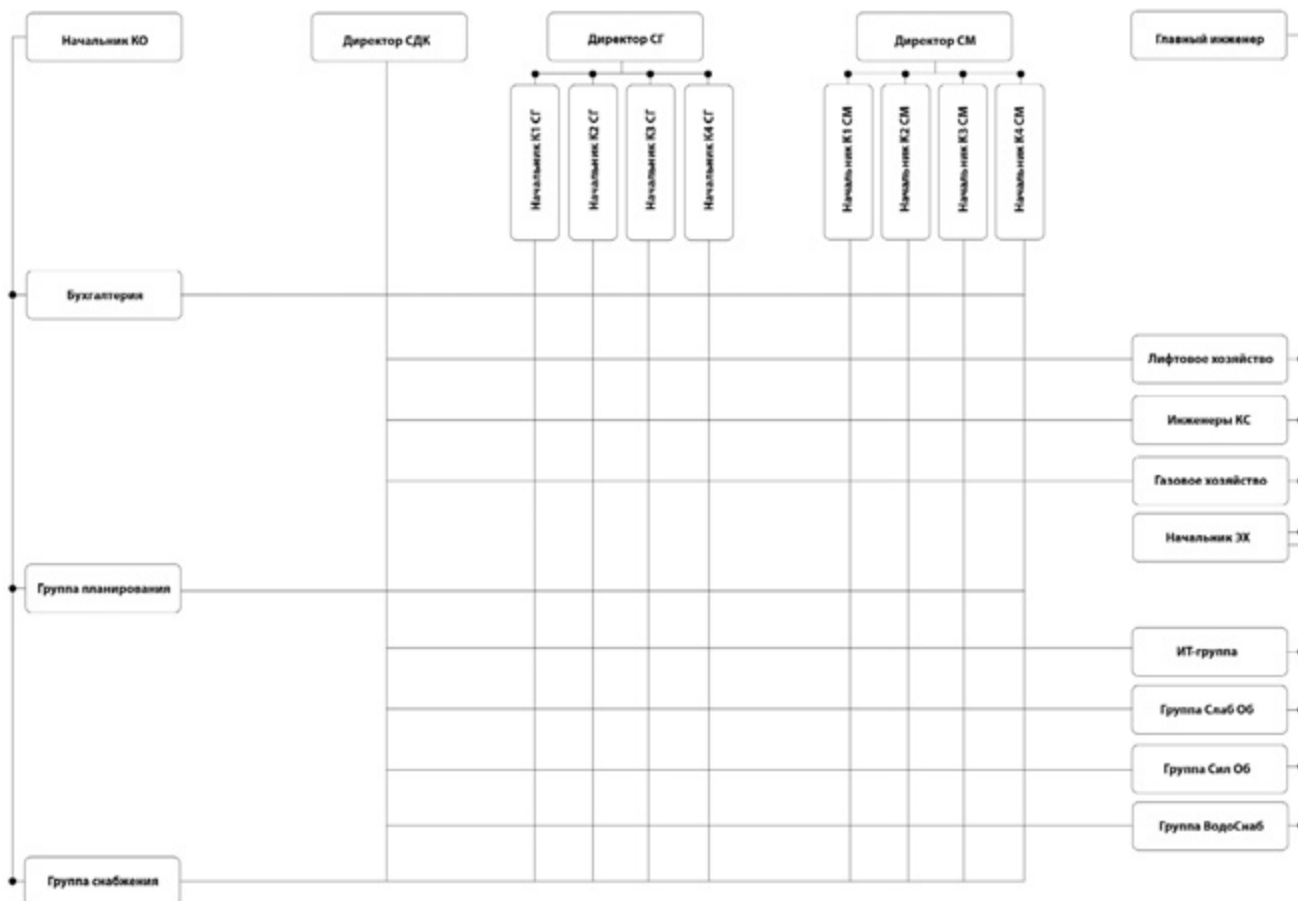 Начальник КО
Директор СДК
Директор СГ
Директор СМ
Главный инженер
Начальник К1 СГ
Начальник К2 СГ
Начальник К3 СГ
Начальник К4 СГ
Начальник К1 СМ
Начальник К2 СМ
Начальник К3 СМ
Начальник К4 СМ
Бухгалтерия
Лифтовое хозяйство
Инженеры КС
Газовое хозяйство
Начальник ЭХ
Группа планирования
ИТ-группа
Группа Слаб Об
Группа Сил Об
Группа ВодоСнаб
Группа снабжения